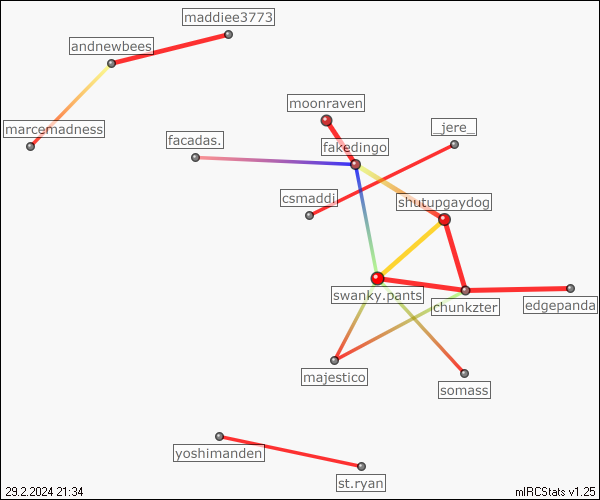 maddiee3773
andnewbees
moonraven
_jere_
marcemadness
facadas.
fakedingo
csmaddi
shutupgaydog
swanky.pants
chunkzter
edgepanda
majestico
somass
yoshimanden
st.ryan
29.2.2024 21:34
mIRCStats v1.25